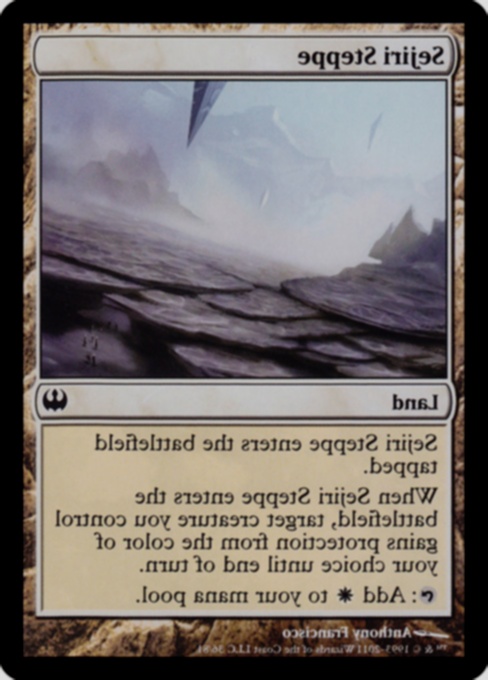 Sejiri Steppe
Land
Sejiri Steppe enters the battlefield
tapped.
When Sejiri Steppe enters the
battlefield, target creature you control
gains protection from the color of
your choice until end of turn.
: Add to your mana pool.
Anthony Francisco
™ & © 1993-2011 Wizards of the Coast LLC 36/81